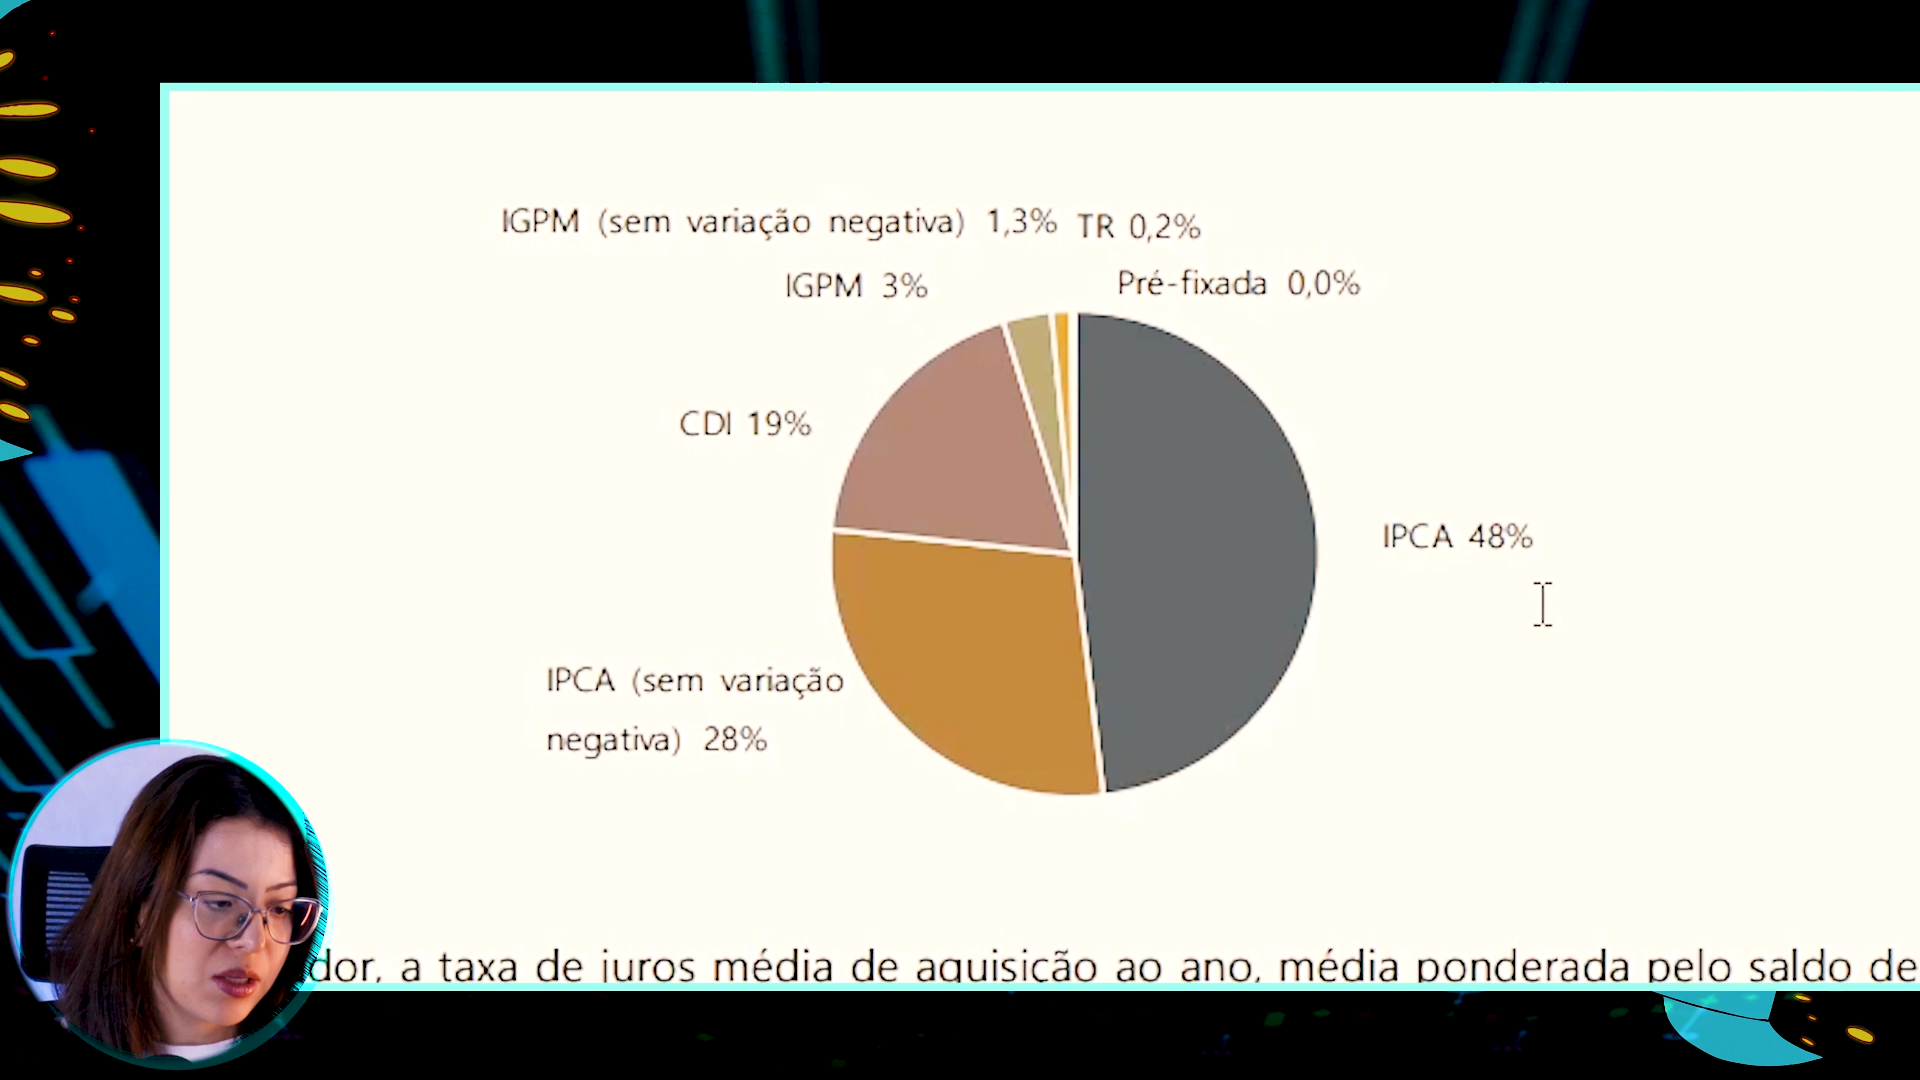 IGPM (sem variação negativa) 1,3% TR 0,2%
IGPM 3%
Pré-fixada 0,0%
CDI 19%
IPCA 48%
IPCA (sem variação
negativa) 28%
dor, a taxa de juros média de aquisição ao ano, média ponderada pelo saldo de